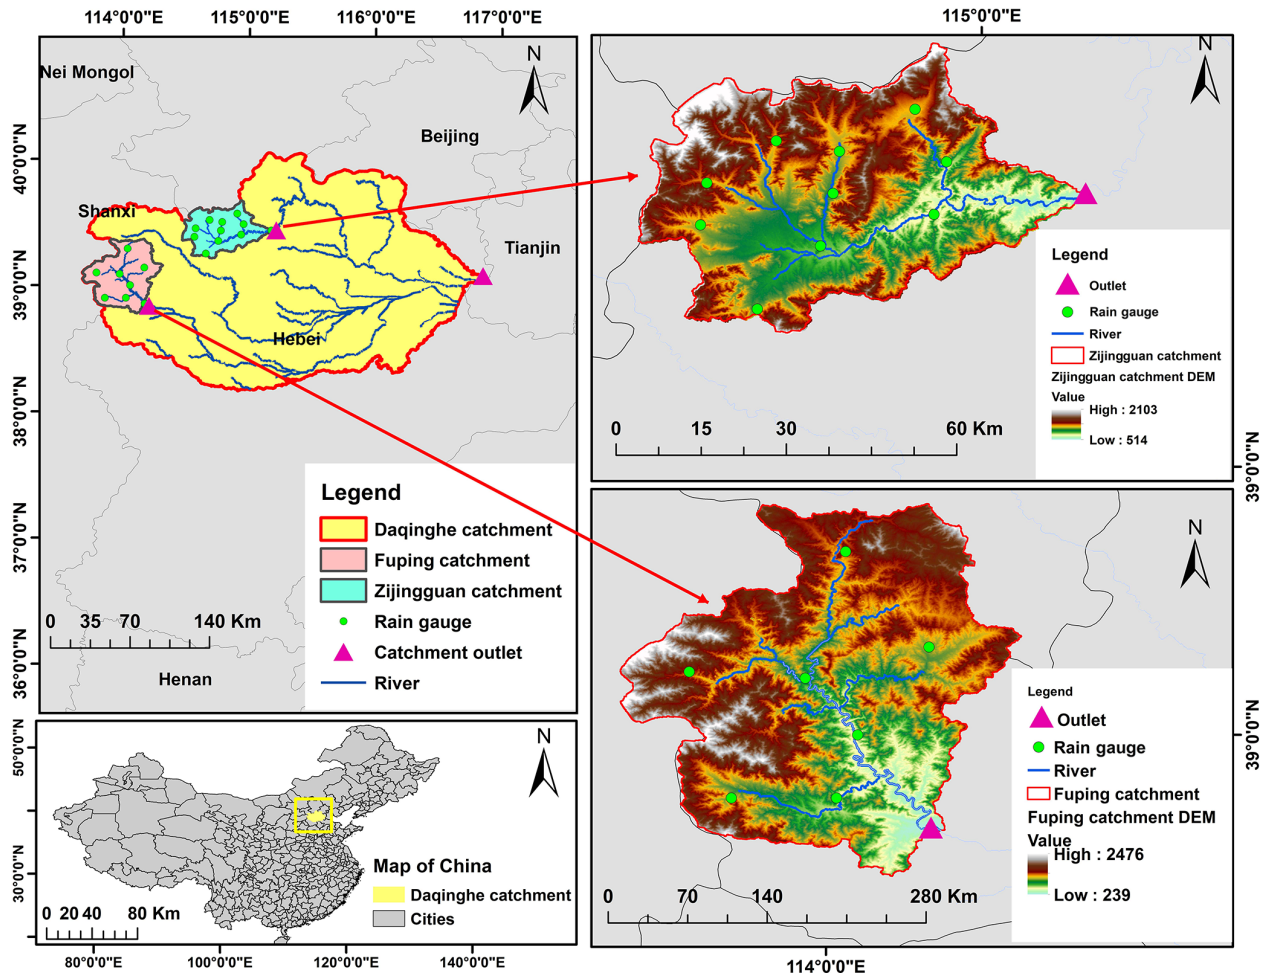 114°0'0"E 115°0'0"E 116°0'0"E 117°0'0"E
40°0'0"N
39°0'0"N
38°0'0"N
37°0'0"N
36°0'0"N
Nei Mongol
N
Beijing
Shanxi
Tianjin
Hebei
Henan
Legend
Daqinghe catchment
Fuping catchment
Zijingguan catchment
Rain gauge
Catchment outlet
River
0 35 70 140 Km
50°0'0"N
30°0'0"N
N
Map of China
Daqinghe catchment
Cities
0 20 40 80 Km
80°0'0"E 100°0'0"E 120°0'0"E 140°0'0"E
115°0'0"E
N
Legend
Outlet
Rain gauge
River
Zijingguan catchment
Zijingguan catchment DEM
Value
High : 2103
Low : 514
0 15 30 60 Km
39°0'0"N
N
Legend
Outlet
Rain gauge
River
Fuping catchment
Fuping catchment DEM
Value
High : 2476
Low : 239
0 70 140 280 Km
39°0'0"N
114°0'0"E